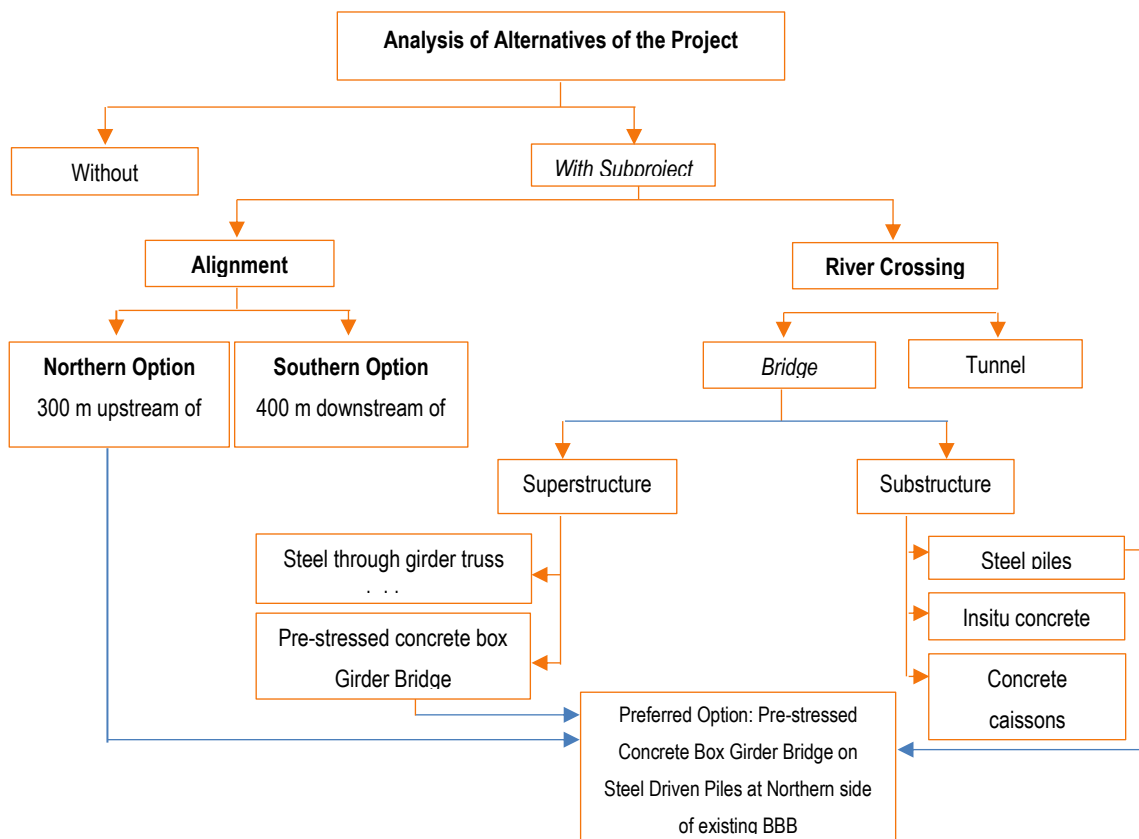 Analysis of Alternatives of the Project
Without
With Subproject
Alignment
River Crossing
Northern Option
300 m upstream of
Southern Option
400 m downstream of
Bridge
Tunnel
Superstructure
Substructure
Steel through girder truss
Pre-stressed concrete box
Girder Bridge
Steel piles
Insitu concrete
Concrete
caissons
Preferred Option: Pre-stressed
Concrete Box Girder Bridge on
Steel Driven Piles at Northern side
of existing BBB